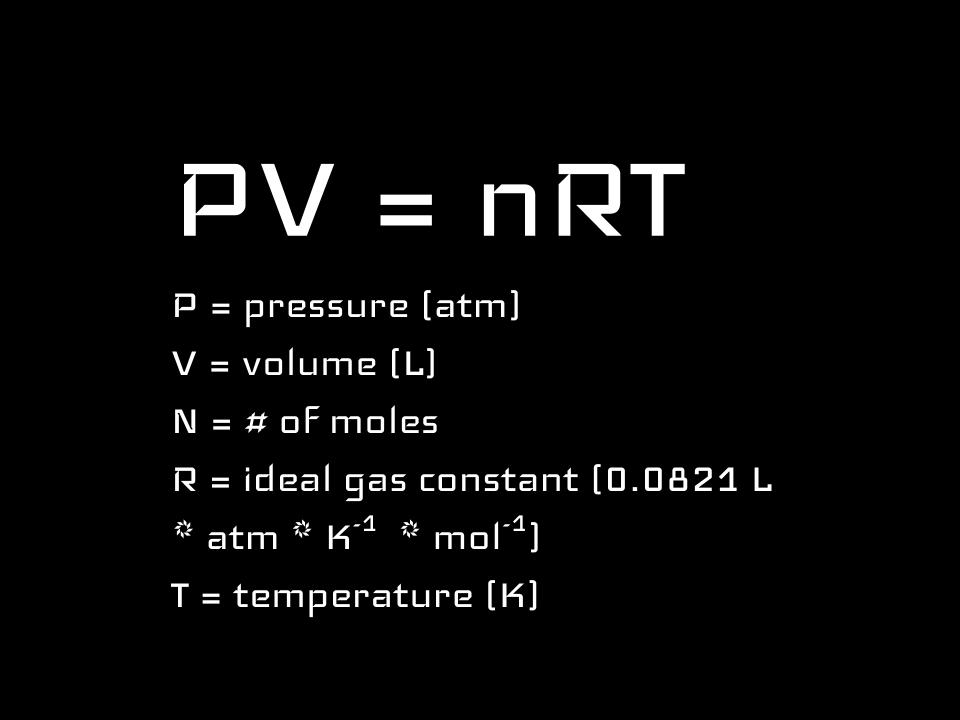 PV = nRT
P = pressure (atm)
V = volume (L)
N = # of moles
R = ideal gas constant (0.0821 L
* atm * K⁻¹ * mol⁻¹)
T = temperature (K)